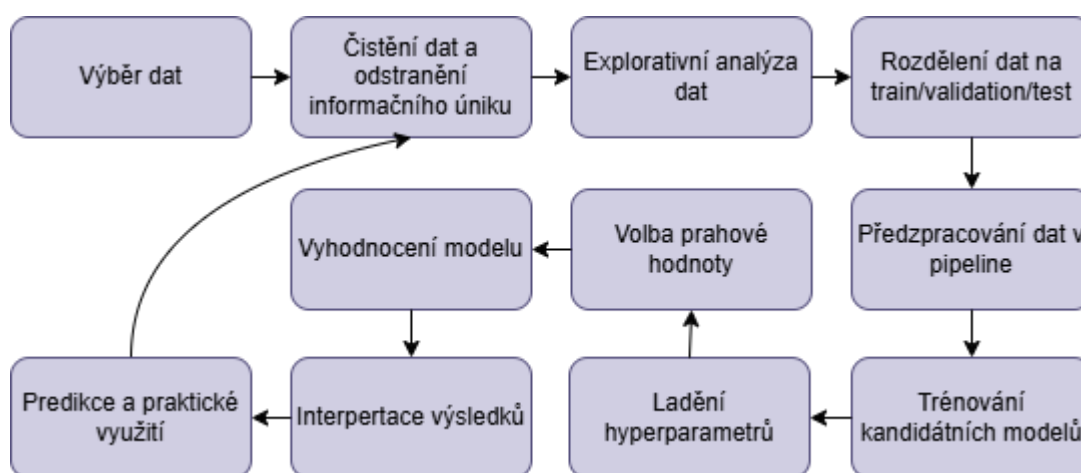 Výběr dat
Čistění dat a
odstranění
informačního úniku
Explorativní analýza
dat
Rozdělení dat na
train/validation/test
Předzpracování dat v
pipeline
Trénování
kandidátních modelů
Ladění
hyperparametrů
Volba prahové
hodnoty
Vyhodnocení modelu
Interpertace výsledků
Predikce a praktické
využití